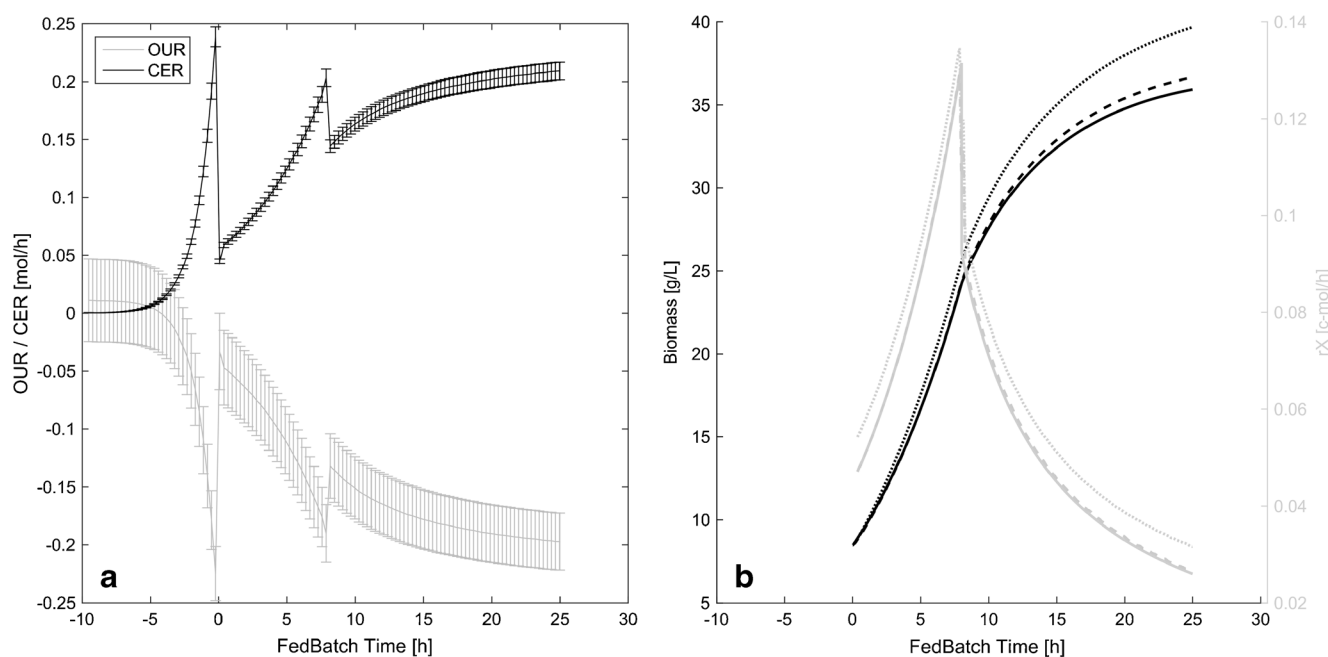 0.25
0.2
0.15
0.1
0.05
0
-0.05
-0.1
-0.15
-0.2
-0.25
OUR / CER [mol/h]
OUR
CER
a
-10 -5 0 5 10 15 20 25 30
FedBatch Time [h]
40
35
30
25
20
15
10
5
Biomass [g/L]
b
-10 -5 0 5 10 15 20 25 30
FedBatch Time [h]
0.14
0.12
0.1
0.08
0.06
0.04
0.02
rX [c-mol/h]